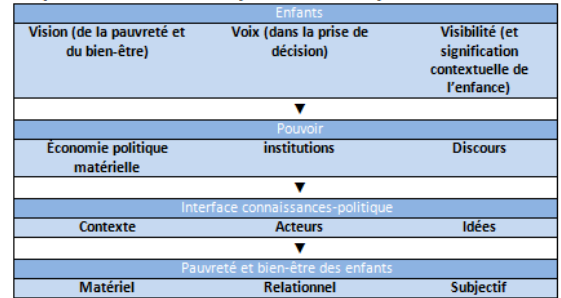 Enfants
Vision (de la pauvreté et du bien-être)
Voix (dans la prise de décision)
Visibilité (et signification contextuelle de l'enfance)
▼
Pouvoir
Économie politique matérielle
institutions
Discours
▼
Interface connaissances-politique
Contexte
Acteurs
Idées
▼
Pauvreté et bien-être des enfants
Matériel
Relationnel
Subjectif